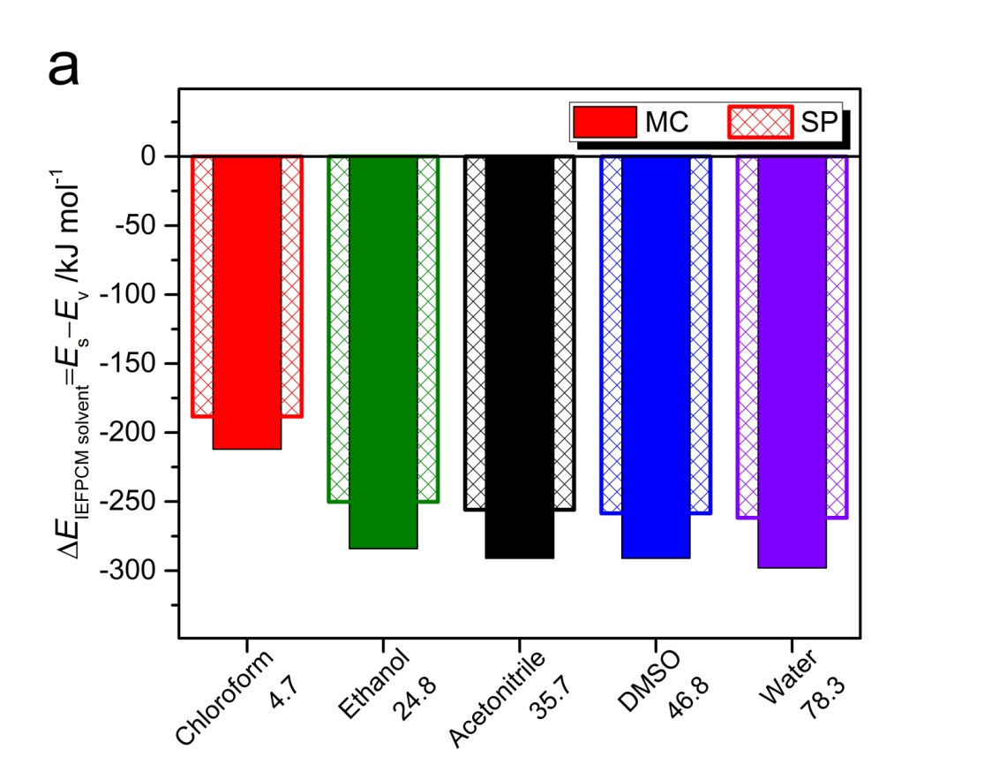 a
MC SP
ΔE_IEFPCM solvent=E_s−E_v /kJ mol^-1
0
-50
-100
-150
-200
-250
-300
Chloroform
4.7
Ethanol
24.8
Acetonitrile
35.7
DMSO
46.8
Water
78.3